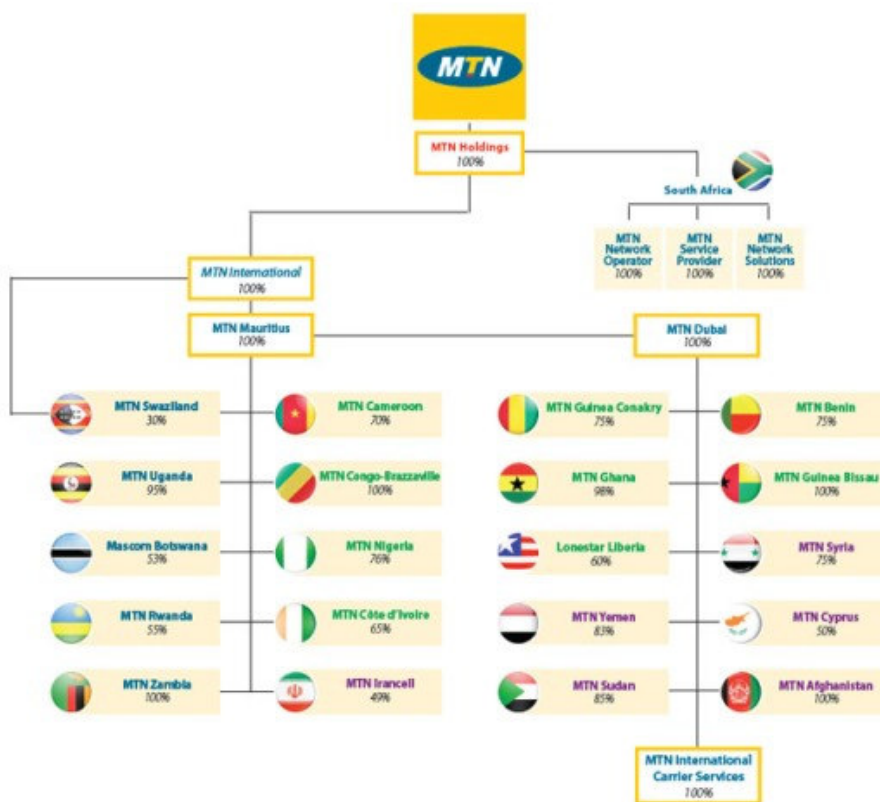 MTN
MTN Holdings
100%
South Africa
MTN
Network
Operator
100%
MTN
Service
Provider
100%
MTN
Network
Solutions
100%
MTN International
100%
MTN Mauritius
100%
MTN Dubai
100%
MTN Swaziland
30%
MTN Cameroon
70%
MTN Guinea Conakry
75%
MTN Benin
75%
MTN Uganda
95%
MTN Congo-Brazzaville
100%
MTN Ghana
98%
MTN Guinea Bissau
100%
Mascom Botswana
53%
MTN Nigeria
76%
Lonestar Liberia
60%
MTN Syria
75%
MTN Rwanda
55%
MTN Côte d'Ivoire
65%
MTN Yemen
83%
MTN Cyprus
50%
MTN Zambia
100%
MTN Irancell
49%
MTN Sudan
85%
MTN Afghanistan
100%
MTN International
Carrier Services
100%